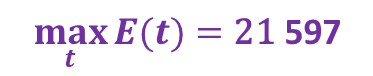 max E(t) = 21 597
t